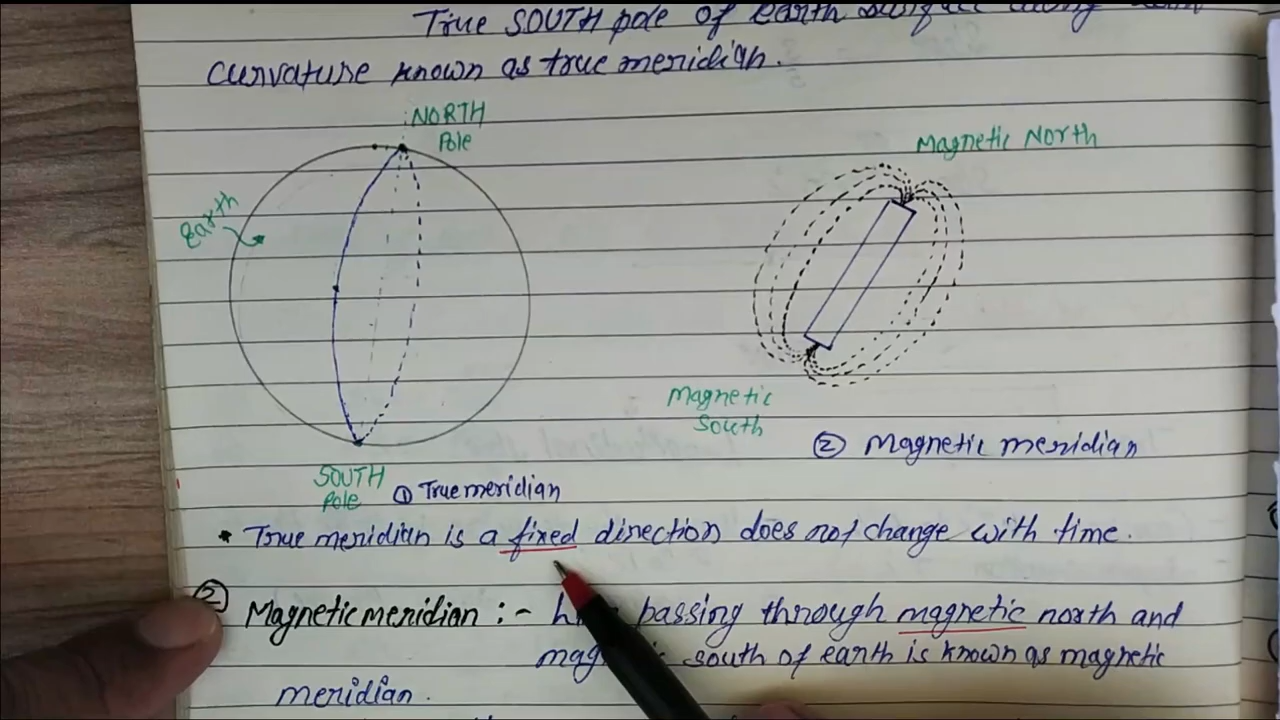 True SOUTH pole of earth surface along
curvature known as true meridian.
NORTH
Pole
Magnetic North
Earth
Magnetic
South
② Magnetic meridian
SOUTH
Pole
① True meridian
• True meridian is a fixed direction does not change with time.
② Magnetic meridian :- passing through magnetic north and
south of earth is known as magnetic
meridian.